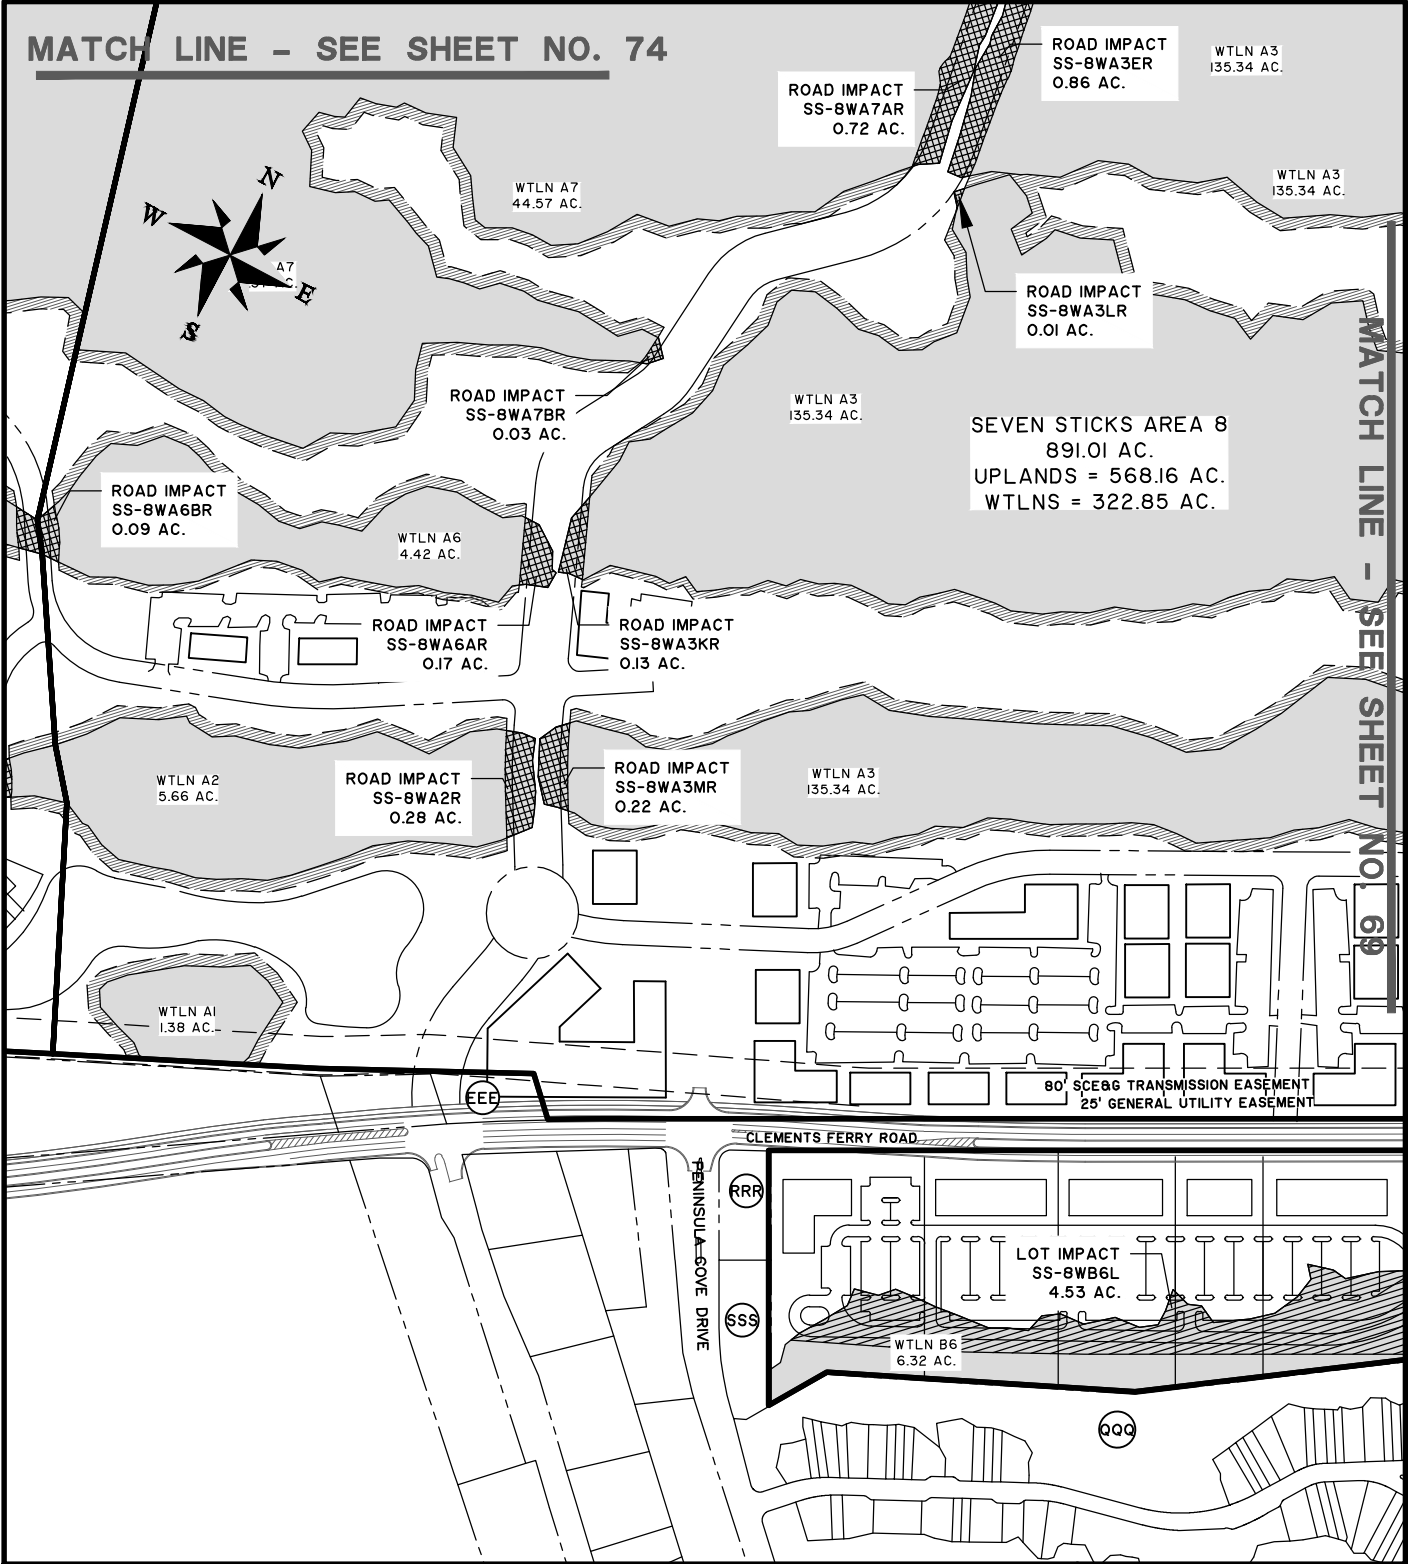 MATCH LINE - SEE SHEET NO. 74
ROAD IMPACT
SS-8WA3ER
0.86 AC.
WTLN A3
135.34 AC.
ROAD IMPACT
SS-8WA7AR
0.72 AC.
WTLN A7
44.57 AC.
WTLN A3
135.34 AC.
N
W
E
S
A7
ROAD IMPACT
SS-8WA3LR
0.01 AC.
MATCH LINE - SEE SHEET NO. 69
ROAD IMPACT
SS-8WA7BR
0.03 AC.
WTLN A3
135.34 AC.
SEVEN STICKS AREA 8
891.01 AC.
UPLANDS = 568.16 AC.
WTLNS = 322.85 AC.
ROAD IMPACT
SS-8WA6BR
0.09 AC.
WTLN A6
4.42 AC.
ROAD IMPACT
SS-8WA6AR
0.17 AC.
ROAD IMPACT
SS-8WA3KR
0.13 AC.
WTLN A2
5.66 AC.
ROAD IMPACT
SS-8WA2R
0.28 AC.
ROAD IMPACT
SS-8WA3MR
0.22 AC.
WTLN A3
135.34 AC.
WTLN A1
1.38 AC.
EEE
80' SCE&G TRANSMISSION EASEMENT
25' GENERAL UTILITY EASEMENT
CLEMENTS FERRY ROAD
PENINSULA COVE DRIVE
RRR
LOT IMPACT
SS-8WB6L
4.53 AC.
SSS
WTLN B6
6.32 AC.
QQQ